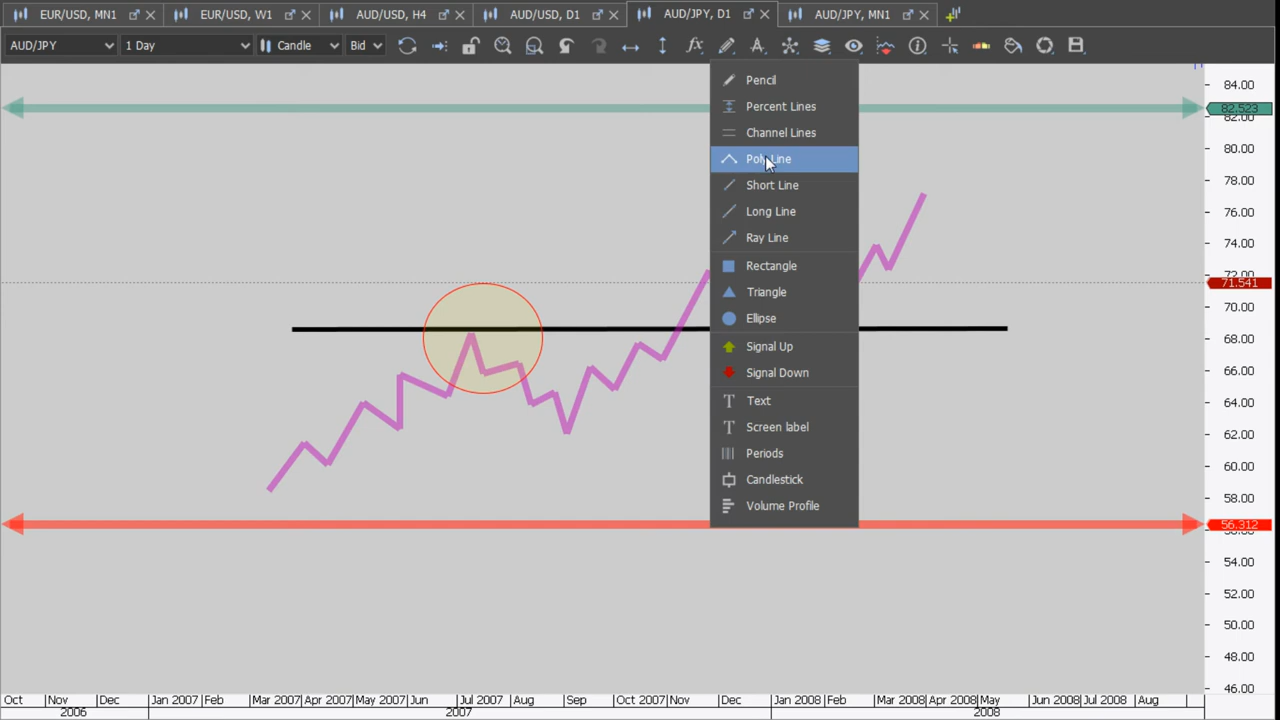 EUR/USD, MN1
EUR/USD, W1
AUD/USD, H4
AUD/USD, D1
AUD/JPY, D1
AUD/JPY, MN1
AUD/JPY
1 Day
Candle
Bid
Pencil
Percent Lines
Channel Lines
Poly Line
Short Line
Long Line
Ray Line
Rectangle
Triangle
Ellipse
Signal Up
Signal Down
Text
Screen label
Periods
Candlestick
Volume Profile
84.00
82.523
82.00
80.00
78.00
76.00
74.00
72.00
71.541
70.00
68.00
66.00
64.00
62.00
60.00
58.00
56.312
54.00
52.00
50.00
48.00
46.00
Oct Nov Dec Jan 2007 Feb Mar 2007 Apr 2007 May 2007 Jun Jul 2007 Aug Sep Oct 2007 Nov Dec Jan 2008 Feb Mar 2008 Apr 2008 May Jun 2008 Jul 2008 Aug
2006 2007 2008